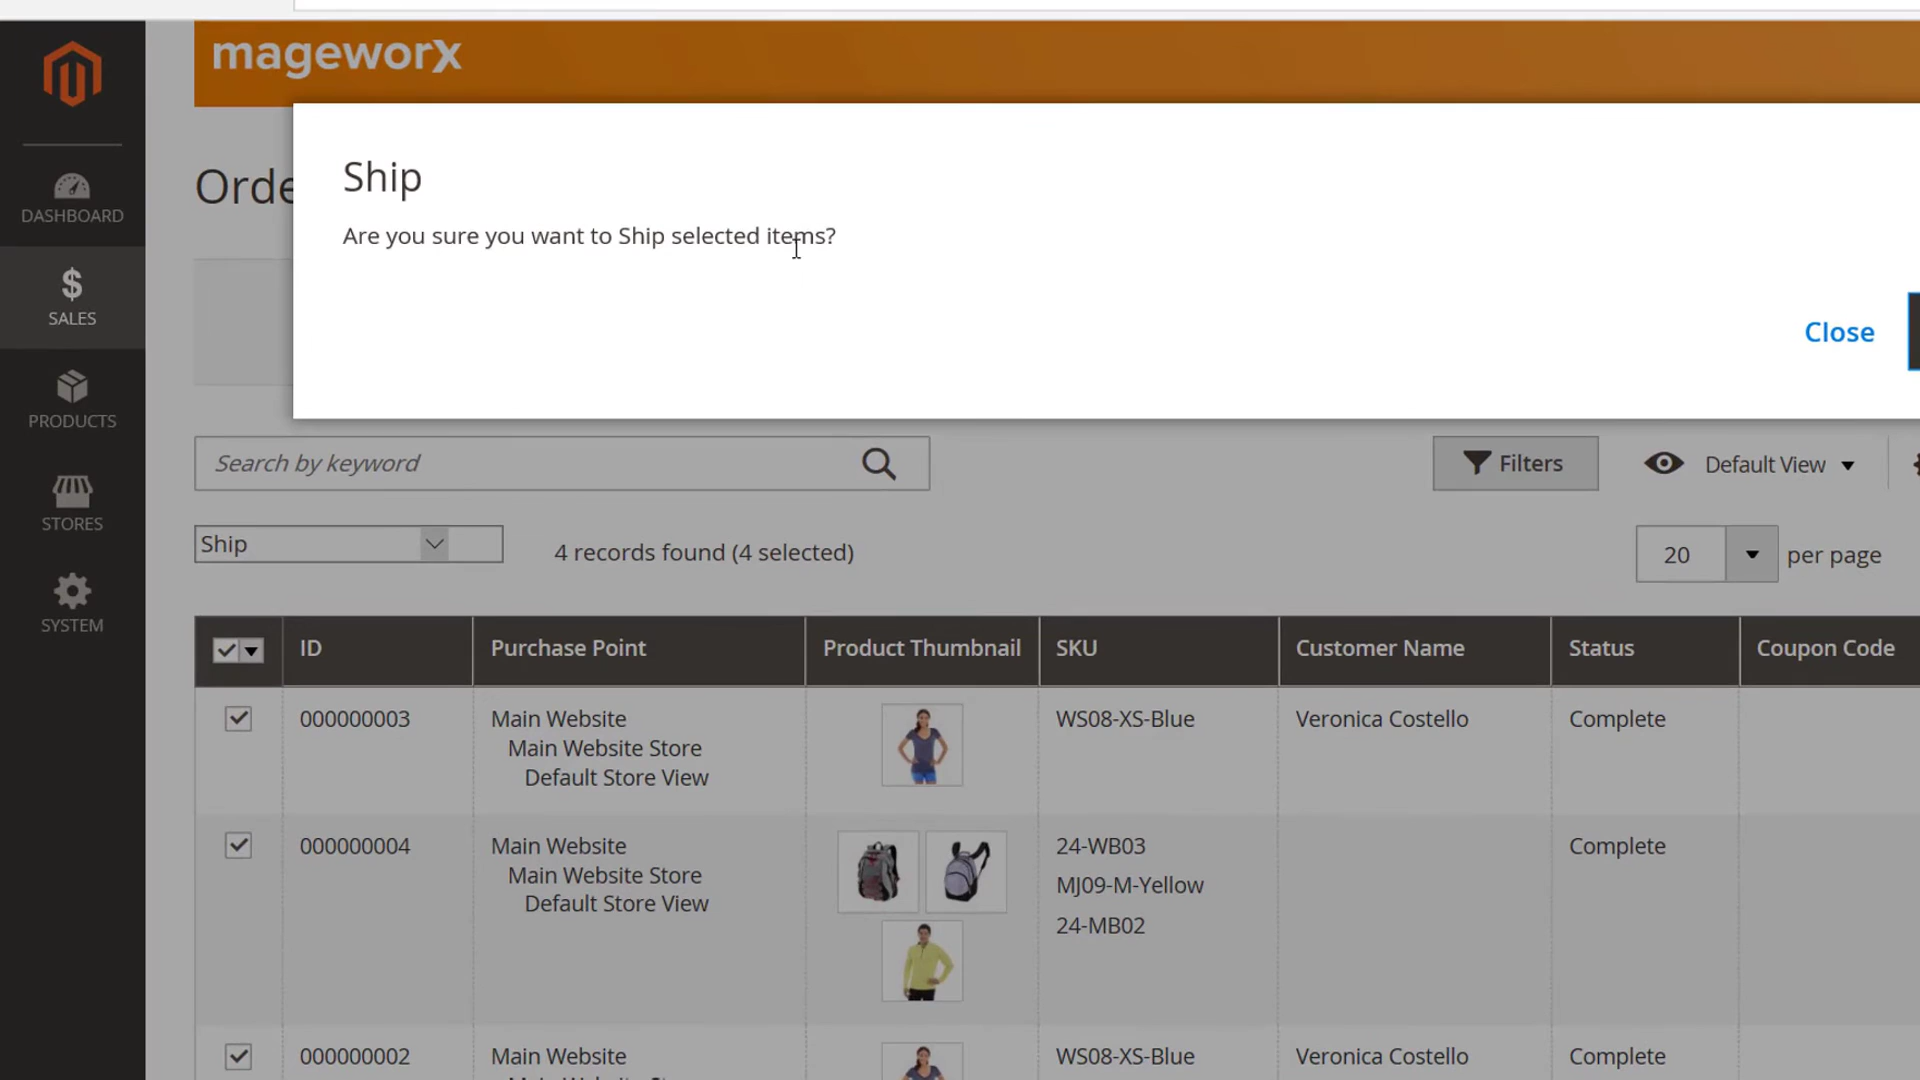 mageworx
Orde
Ship
Are you sure you want to Ship selected items?
Close
DASHBOARD
SALES
PRODUCTS
STORES
SYSTEM
Search by keyword
Filters
Default View
Ship
4 records found (4 selected)
20
per page
ID Purchase Point Product Thumbnail SKU Customer Name Status Coupon Code
000000003 Main Website WS08-XS-Blue Veronica Costello Complete
Main Website Store
Default Store View
000000004 Main Website 24-WB03 Complete
Main Website Store MJ09-M-Yellow
Default Store View 24-MB02
000000002 Main Website WS08-XS-Blue Veronica Costello Complete